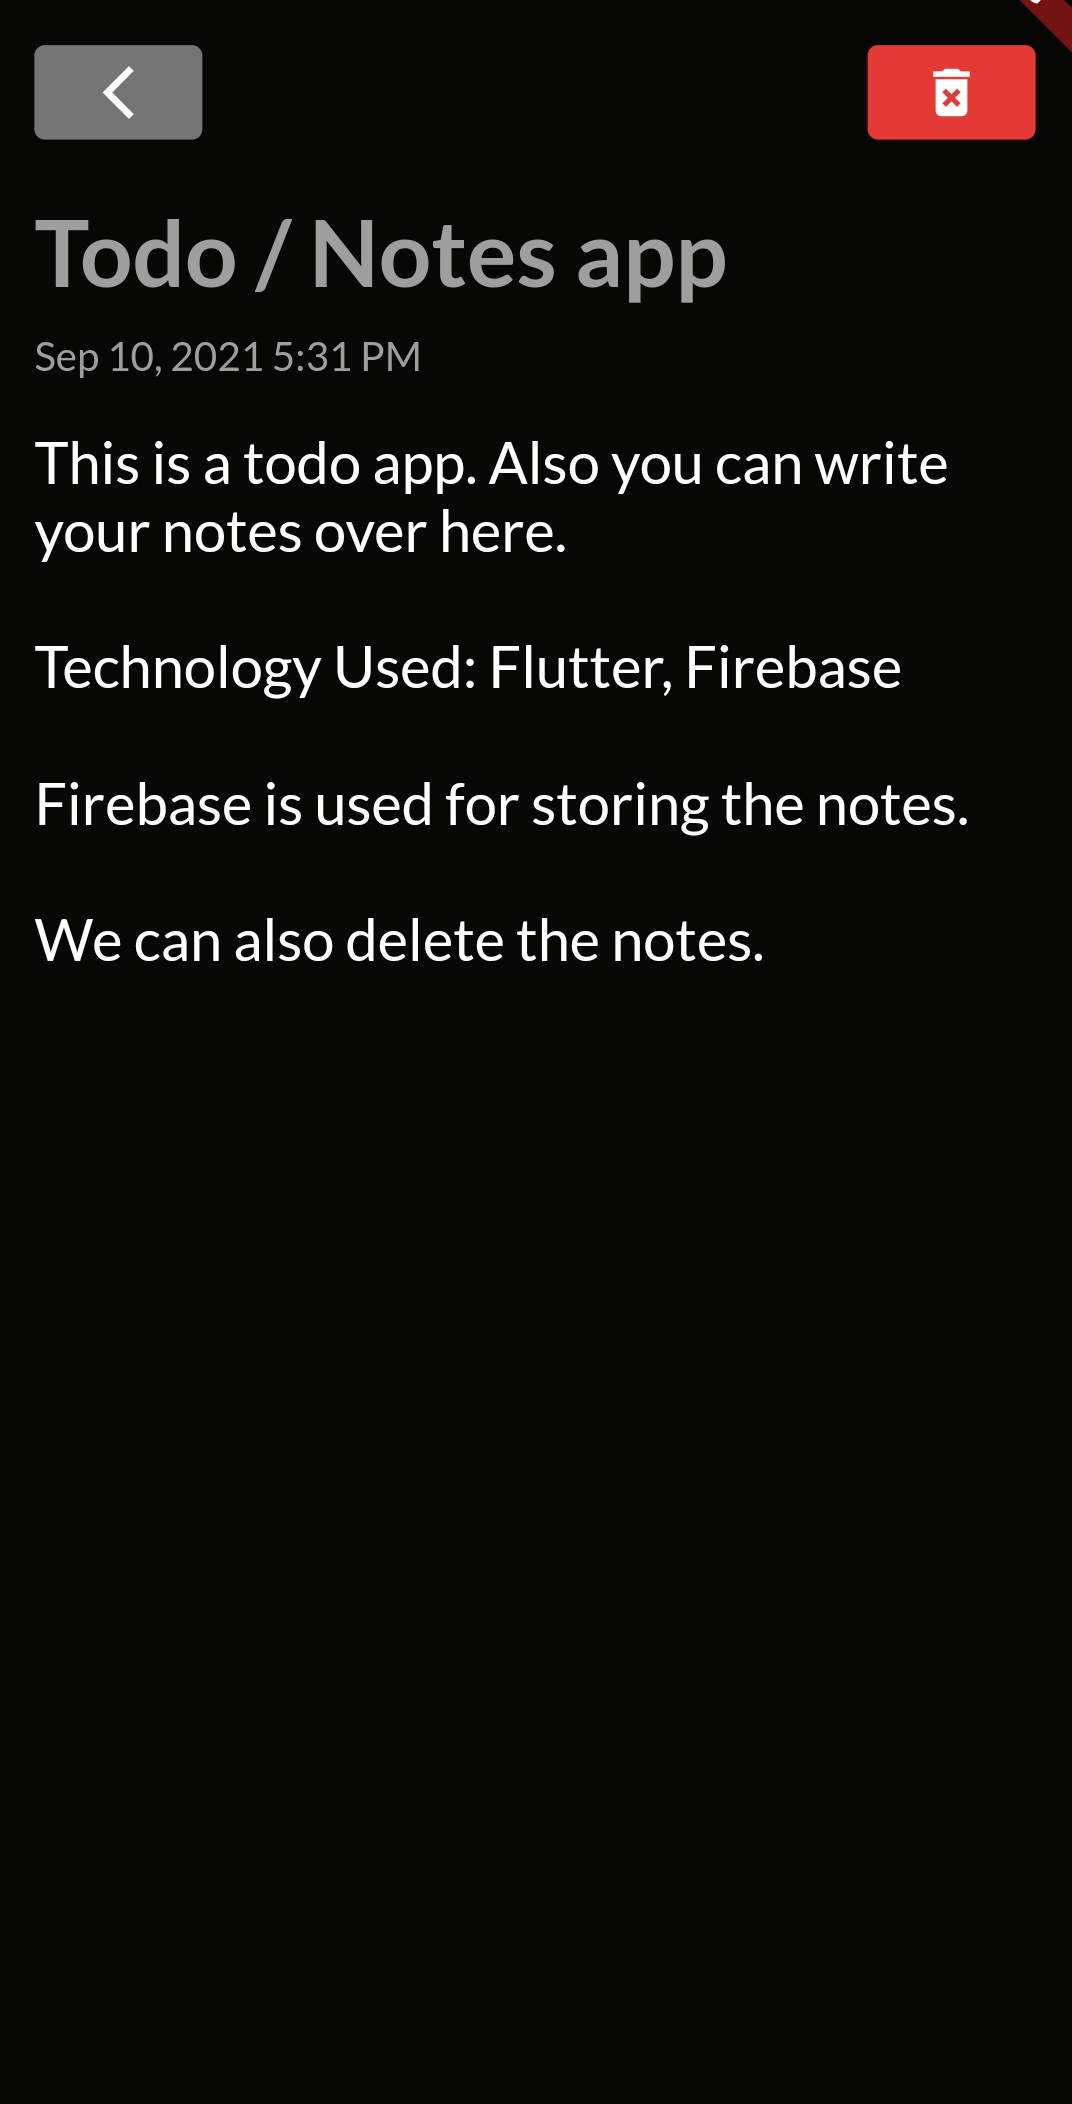 Todo / Notes app
Sep 10, 2021 5:31 PM
This is a todo app. Also you can write
your notes over here.
Technology Used: Flutter, Firebase
Firebase is used for storing the notes.
We can also delete the notes.